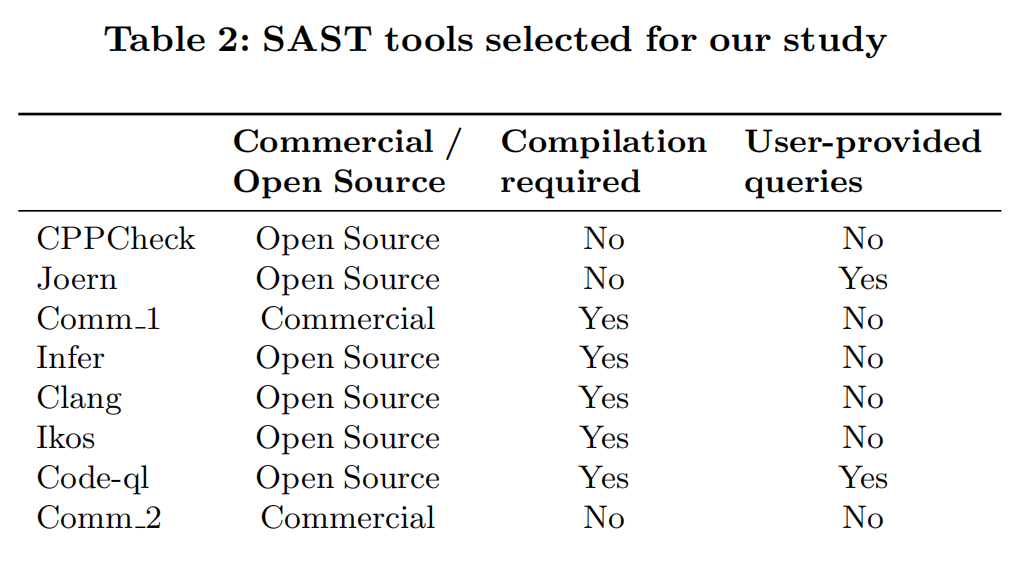 Table 2: SAST tools selected for our study
Commercial / Compilation User-provided
Open Source required queries
CPPCheck Open Source No No
Joern Open Source No Yes
Comm_1 Commercial Yes No
Infer Open Source Yes No
Clang Open Source Yes No
Ikos Open Source Yes No
Code-ql Open Source Yes Yes
Comm_2 Commercial No No